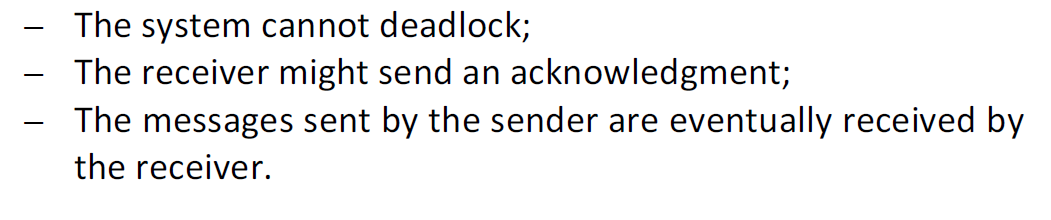 – The system cannot deadlock;
– The receiver might send an acknowledgment;
– The messages sent by the sender are eventually received by
the receiver.